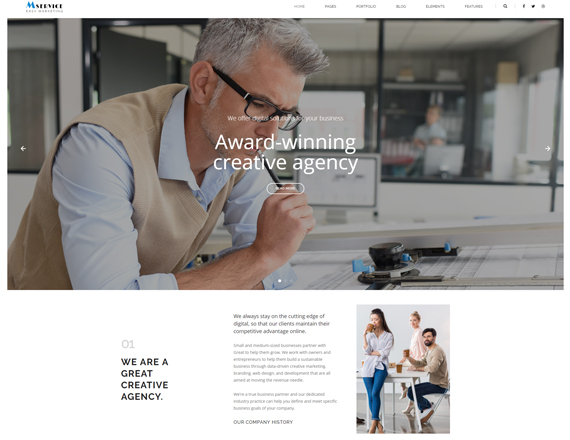 MSERVICE
EASY MARKETING
HOME PAGES PORTFOLIO BLOG ELEMENTS FEATURES
We offer digital solutions for your business
Award-winning
creative agency
01
WE ARE A
GREAT
CREATIVE
AGENCY.
We always stay on the cutting edge of
digital, so that our clients maintain their
competitive advantage online.
Small and medium-sized businesses partner with
Great to help them grow. We work with owners and
entrepreneurs to help them build a sustainable
business through data-driven creative marketing,
branding, web design, and development that are all
aimed at moving the revenue needle.
We're a true business partner and our dedicated
industry practice can help you define and meet specific
business goals of your company.
OUR COMPANY HISTORY